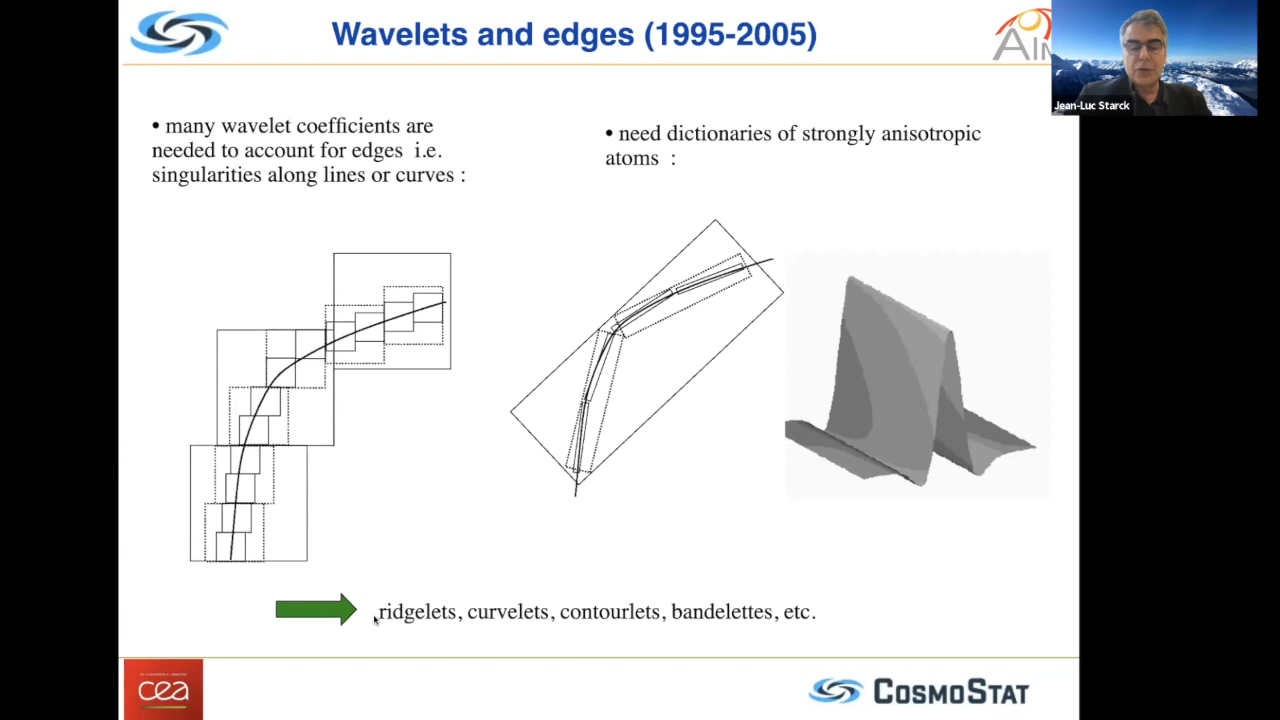 Wavelets and edges (1995-2005)
AIM
Jean-Luc Starck
• many wavelet coefficients are
needed to account for edges i.e.
singularities along lines or curves :
• need dictionaries of strongly anisotropic
atoms :
ridgelets, curvelets, contourlets, bandelettes, etc.
cea
COSMOSTAT